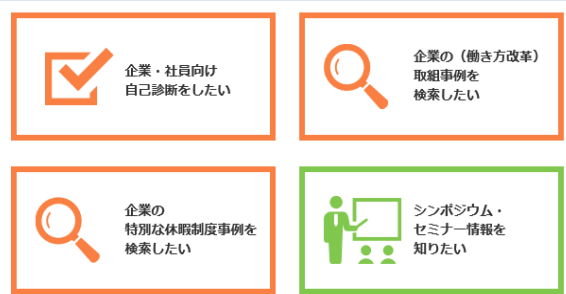 企業・社員向け
自己診断をしたい
企業の（働き方改革）
取組事例を
検索したい
企業の
特別な休暇制度事例を
検索したい
シンポジウム・
セミナー情報を
知りたい